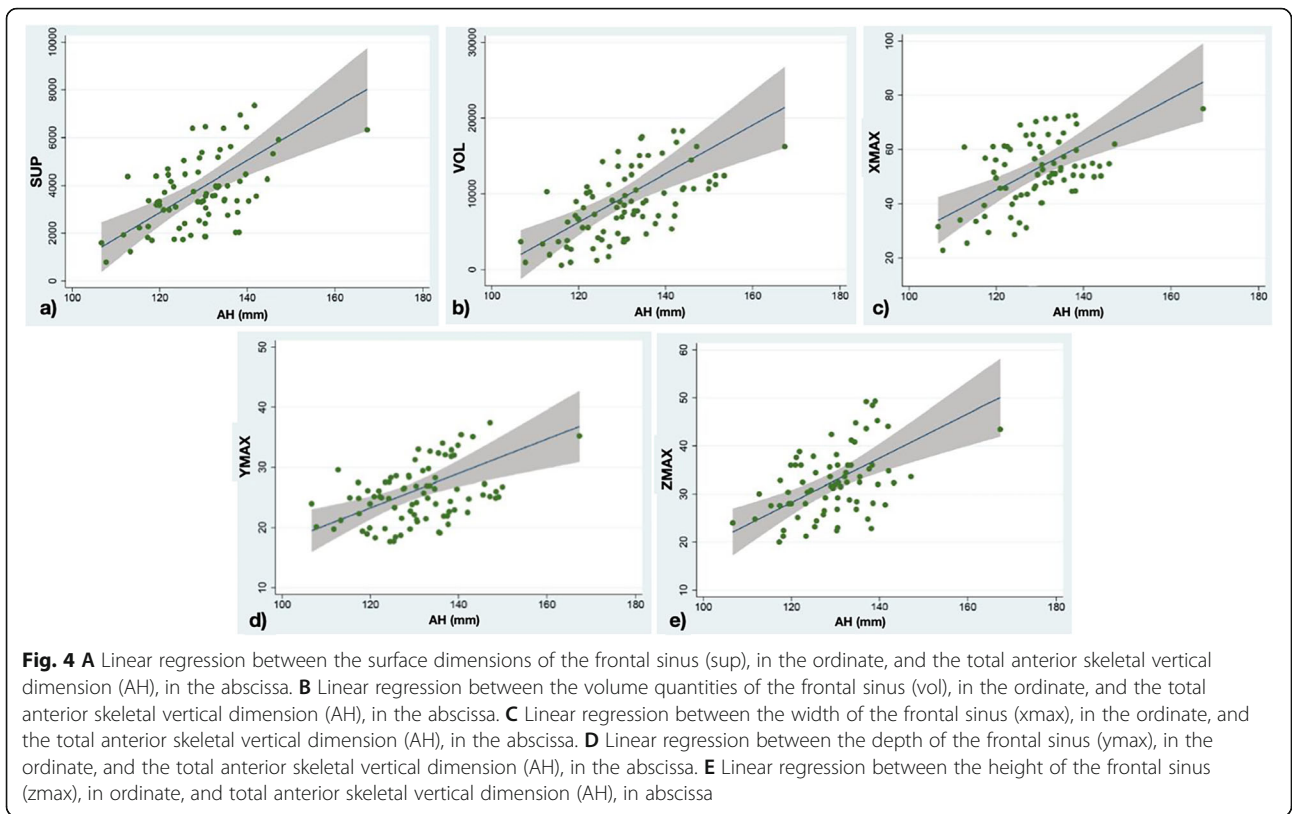 10000
8000
6000
4000
2000
0
SUP
100 120 140 160 180
AH (mm)
a)
30000
20000
10000
0
VOL
100 120 140 160 180
AH (mm)
b)
100
80
60
40
20
XMAX
100 120 140 160 180
AH (mm)
c)
50
40
30
20
10
YMAX
100 120 140 160 180
AH (mm)
d)
60
50
40
30
20
10
ZMAX
100 120 140 160 180
AH (mm)
e)
Fig. 4 A Linear regression between the surface dimensions of the frontal sinus (sup), in the ordinate, and the total anterior skeletal vertical
dimension (AH), in the abscissa. B Linear regression between the volume quantities of the frontal sinus (vol), in the ordinate, and the total
anterior skeletal vertical dimension (AH), in the abscissa. C Linear regression between the width of the frontal sinus (xmax), in the ordinate, and
the total anterior skeletal vertical dimension (AH), in the abscissa. D Linear regression between the depth of the frontal sinus (ymax), in the
ordinate, and the total anterior skeletal vertical dimension (AH), in the abscissa. E Linear regression between the height of the frontal sinus
(zmax), in ordinate, and total anterior skeletal vertical dimension (AH), in abscissa